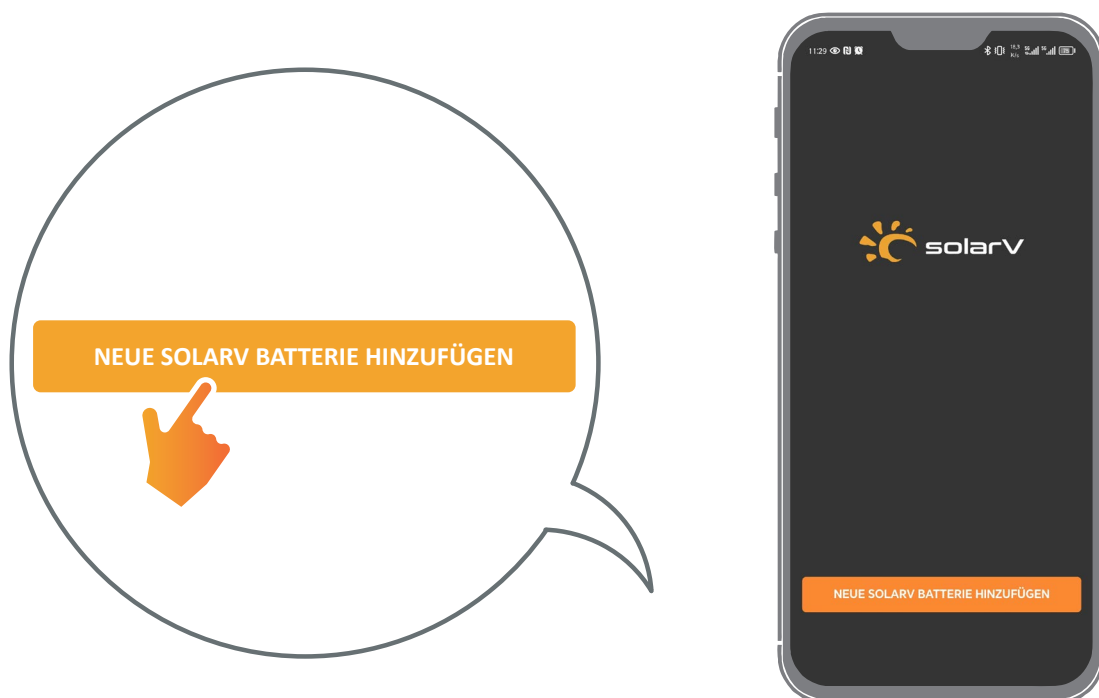 NEUE SOLARV BATTERIE HINZUFÜGEN
11:29
solarV
NEUE SOLARV BATTERIE HINZUFÜGEN